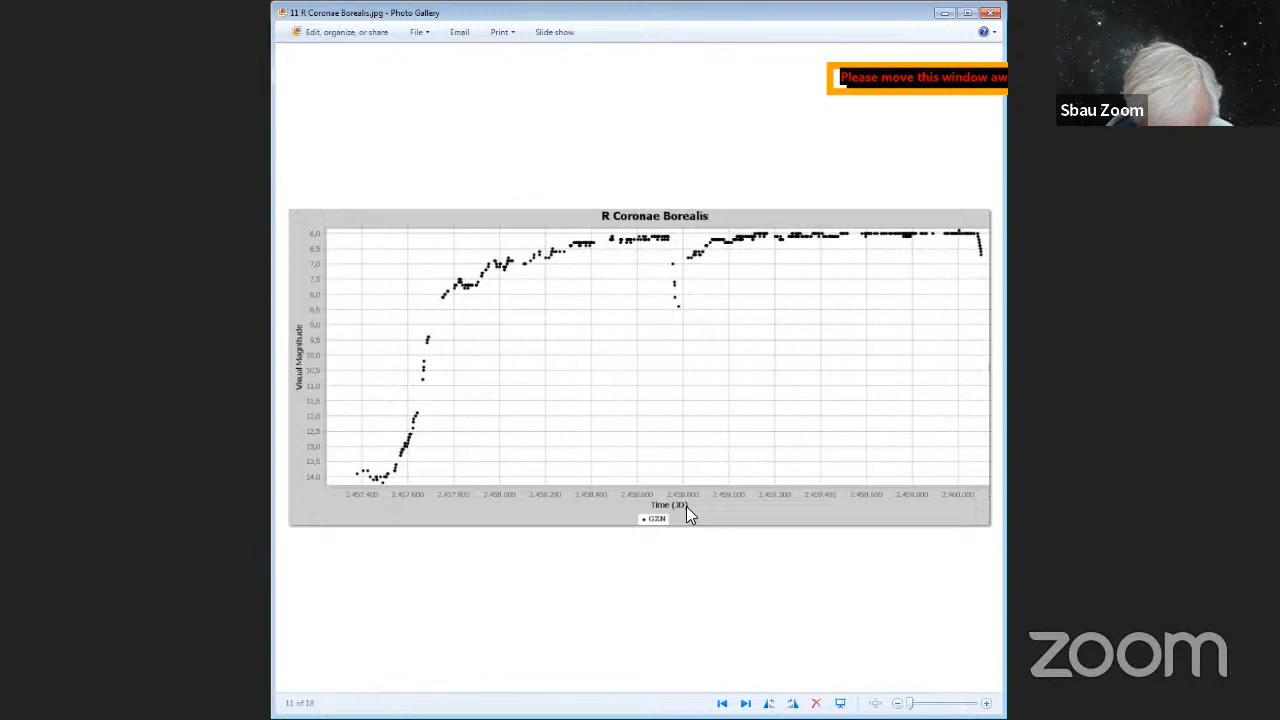 11 R Coronae Borealis.jpg - Photo Gallery
Edit, organize, or share File Email Print Slide show
Please move this window aw
Sbau Zoom
R Coronae Borealis
6,0
6,5
7,0
7,5
8,0
8,5
9,0
9,5
10,0
10,5
11,0
11,5
12,0
12,5
13,0
13,5
14,0
Visual Magnitude
2.457.400 2.457.600 2.457.800 2.458.000 2.458.200 2.458.400 2.458.600 2.458.800 2.459.000 2.459.200 2.459.400 2.459.600 2.459.800 2.460.000
Time (JD)
GZN
zoom
11 of 18